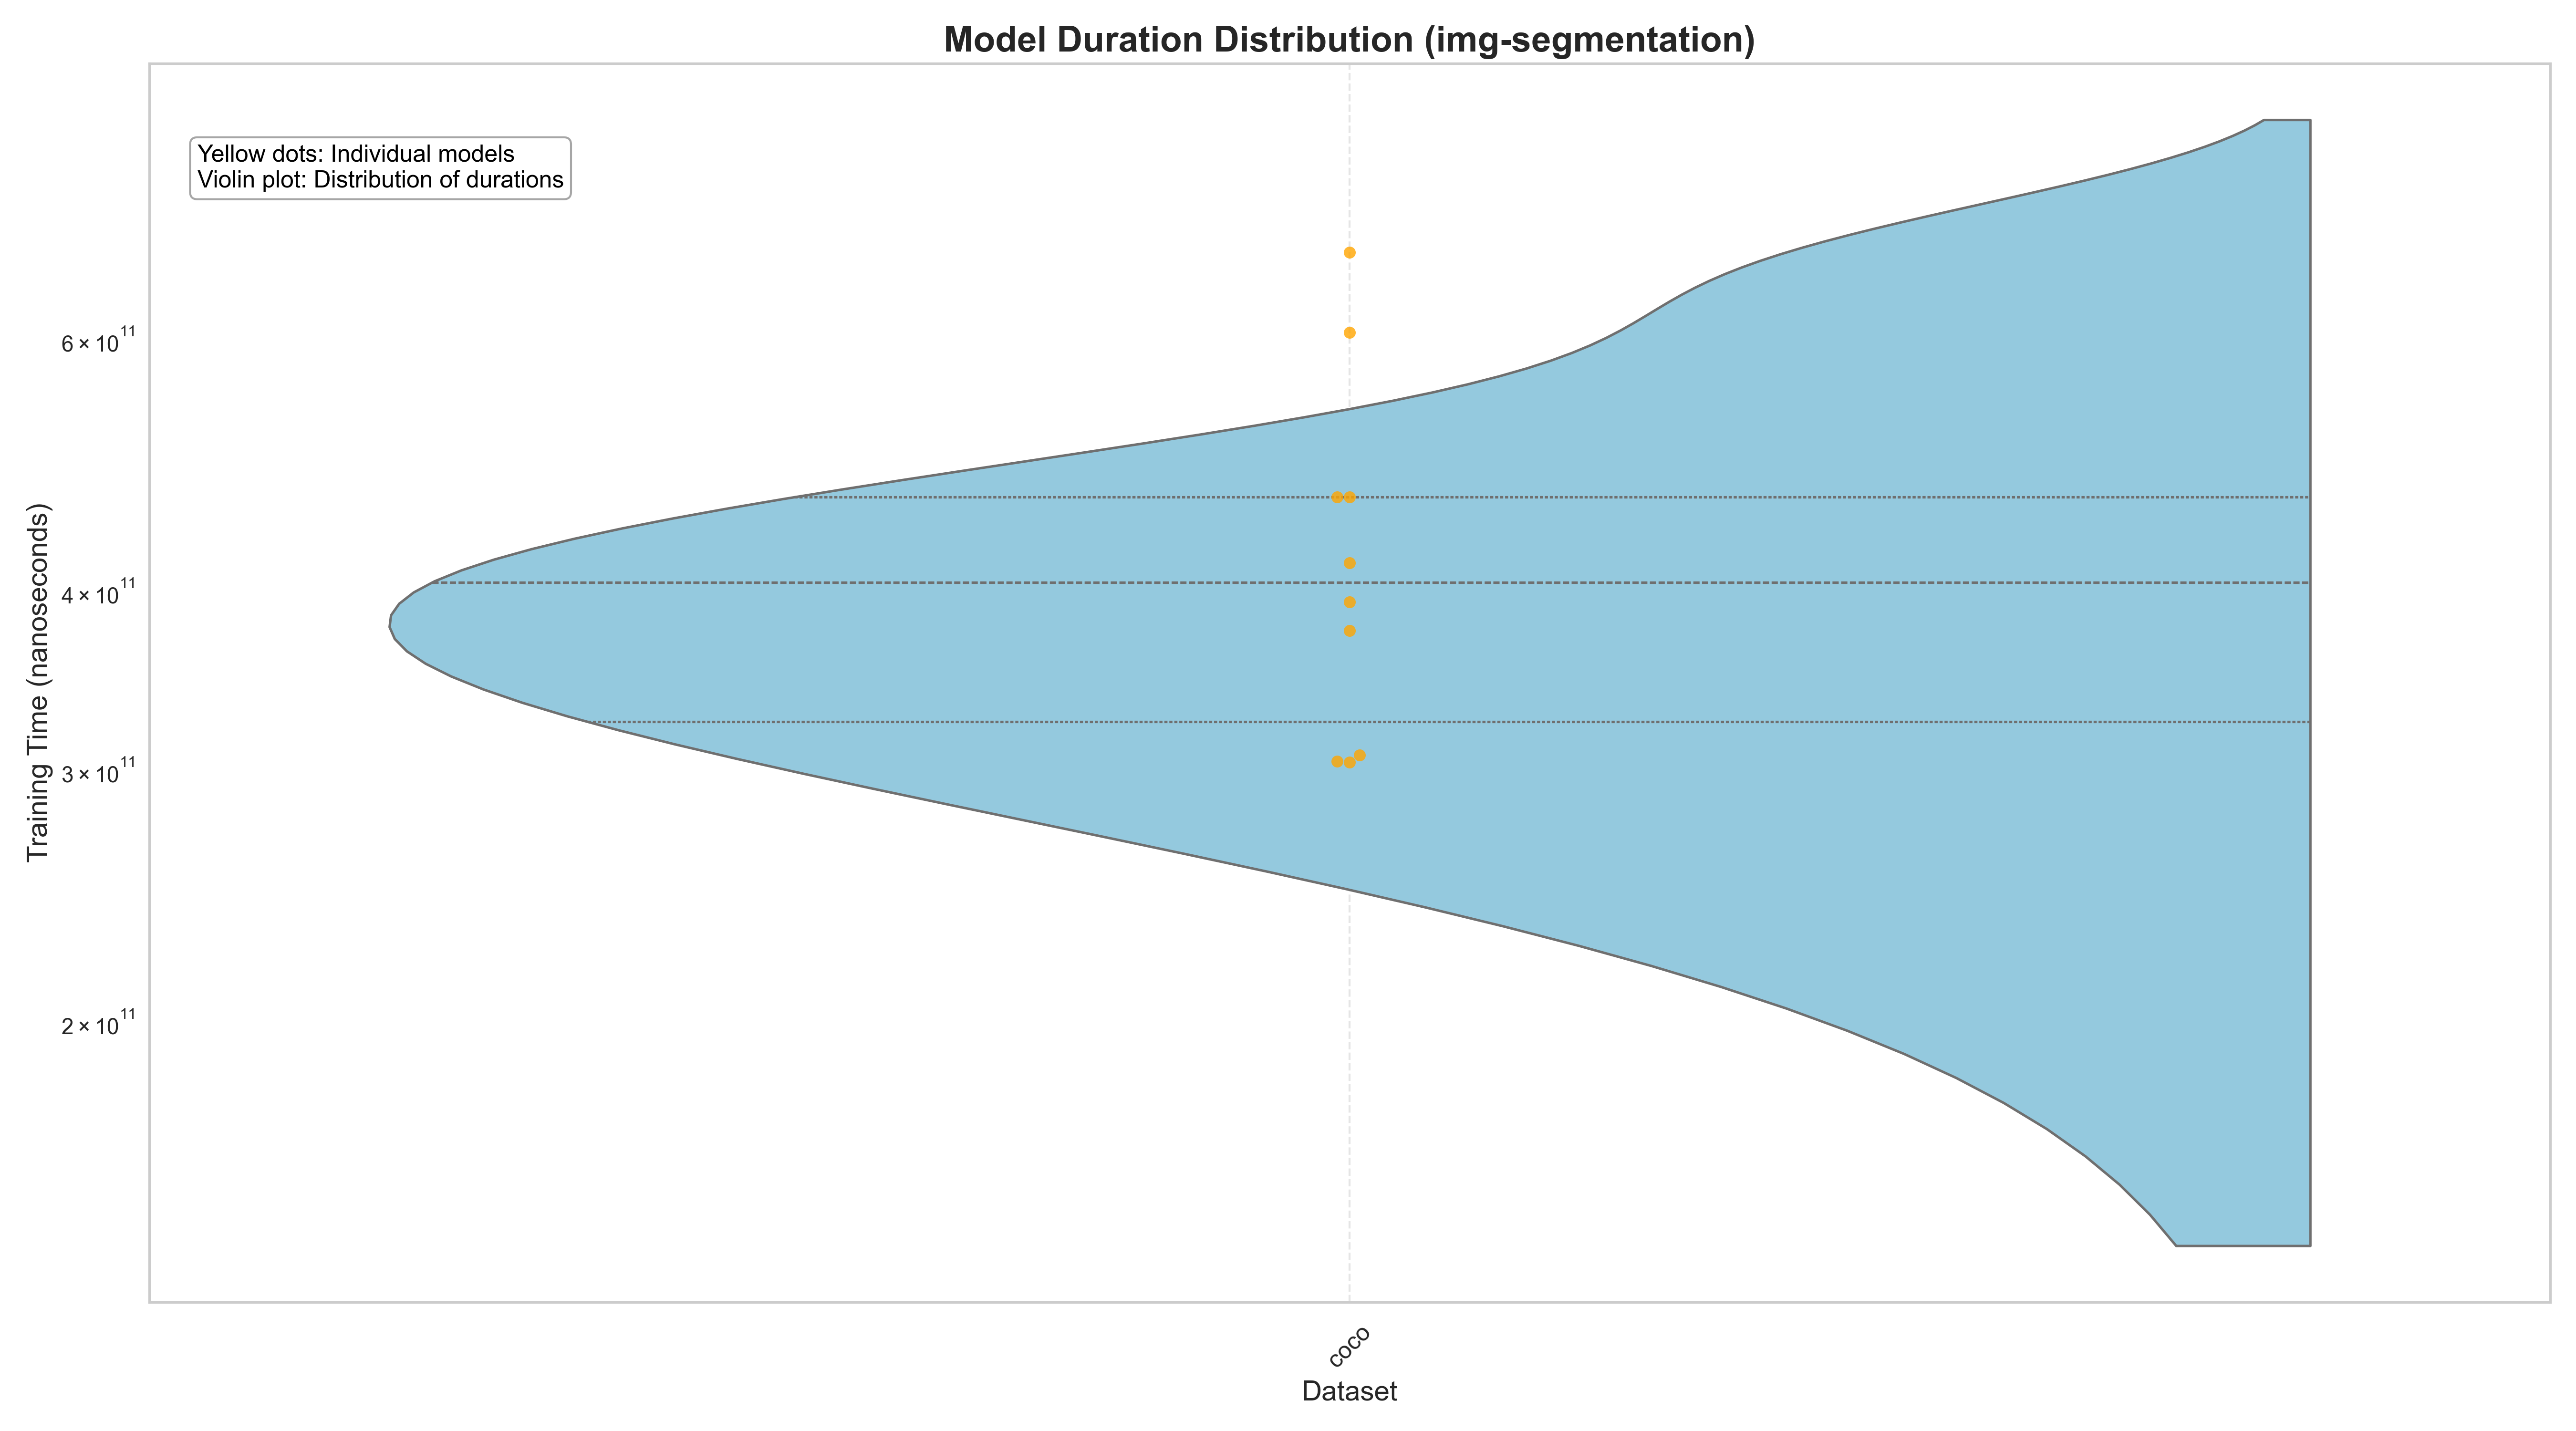 Model Duration Distribution (img-segmentation)
Yellow dots: Individual models
Violin plot: Distribution of durations
Training Time (nanoseconds)
6 × 10¹¹
4 × 10¹¹
3 × 10¹¹
2 × 10¹¹
coco
Dataset